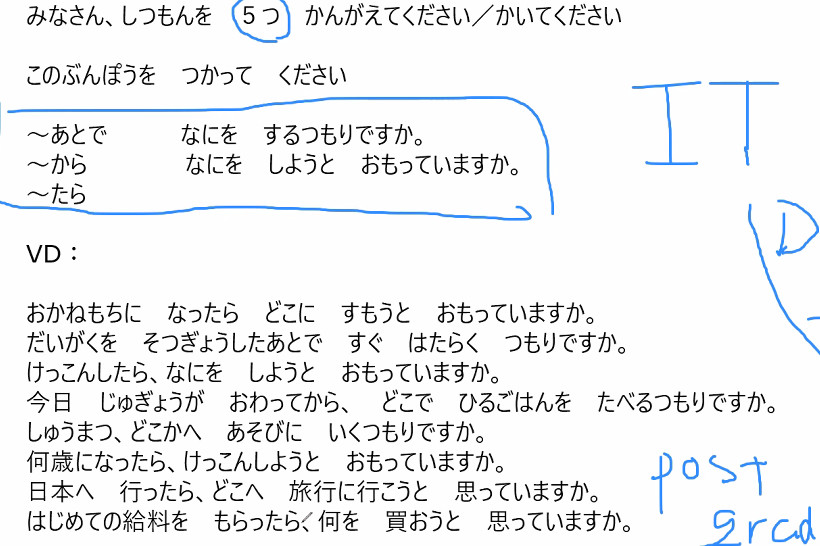 みなさん、しつもんを 5つ かんがえてください／かいてください
このぶんぽうを つかって ください
～あとで なにを するつもりですか。
～から なにを しようと おもっていますか。
～たら
IT
D
VD：
おかねもちに なったら どこに すもうと おもっていますか。
だいがくを そつぎょうしたあとで すぐ はたらく つもりですか。
けっこんしたら、なにを しようと おもっていますか。
今日 じゅぎょうが おわってから、 どこで ひるごはんを たべるつもりですか。
しゅうまつ、どこかへ あそびに いくつもりですか。
何歳になったら、けっこんしようと おもっていますか。
日本へ 行ったら、どこへ 旅行に行こうと 思っていますか。
はじめての給料を もらったら、何を 買おうと 思っていますか。
post
grad